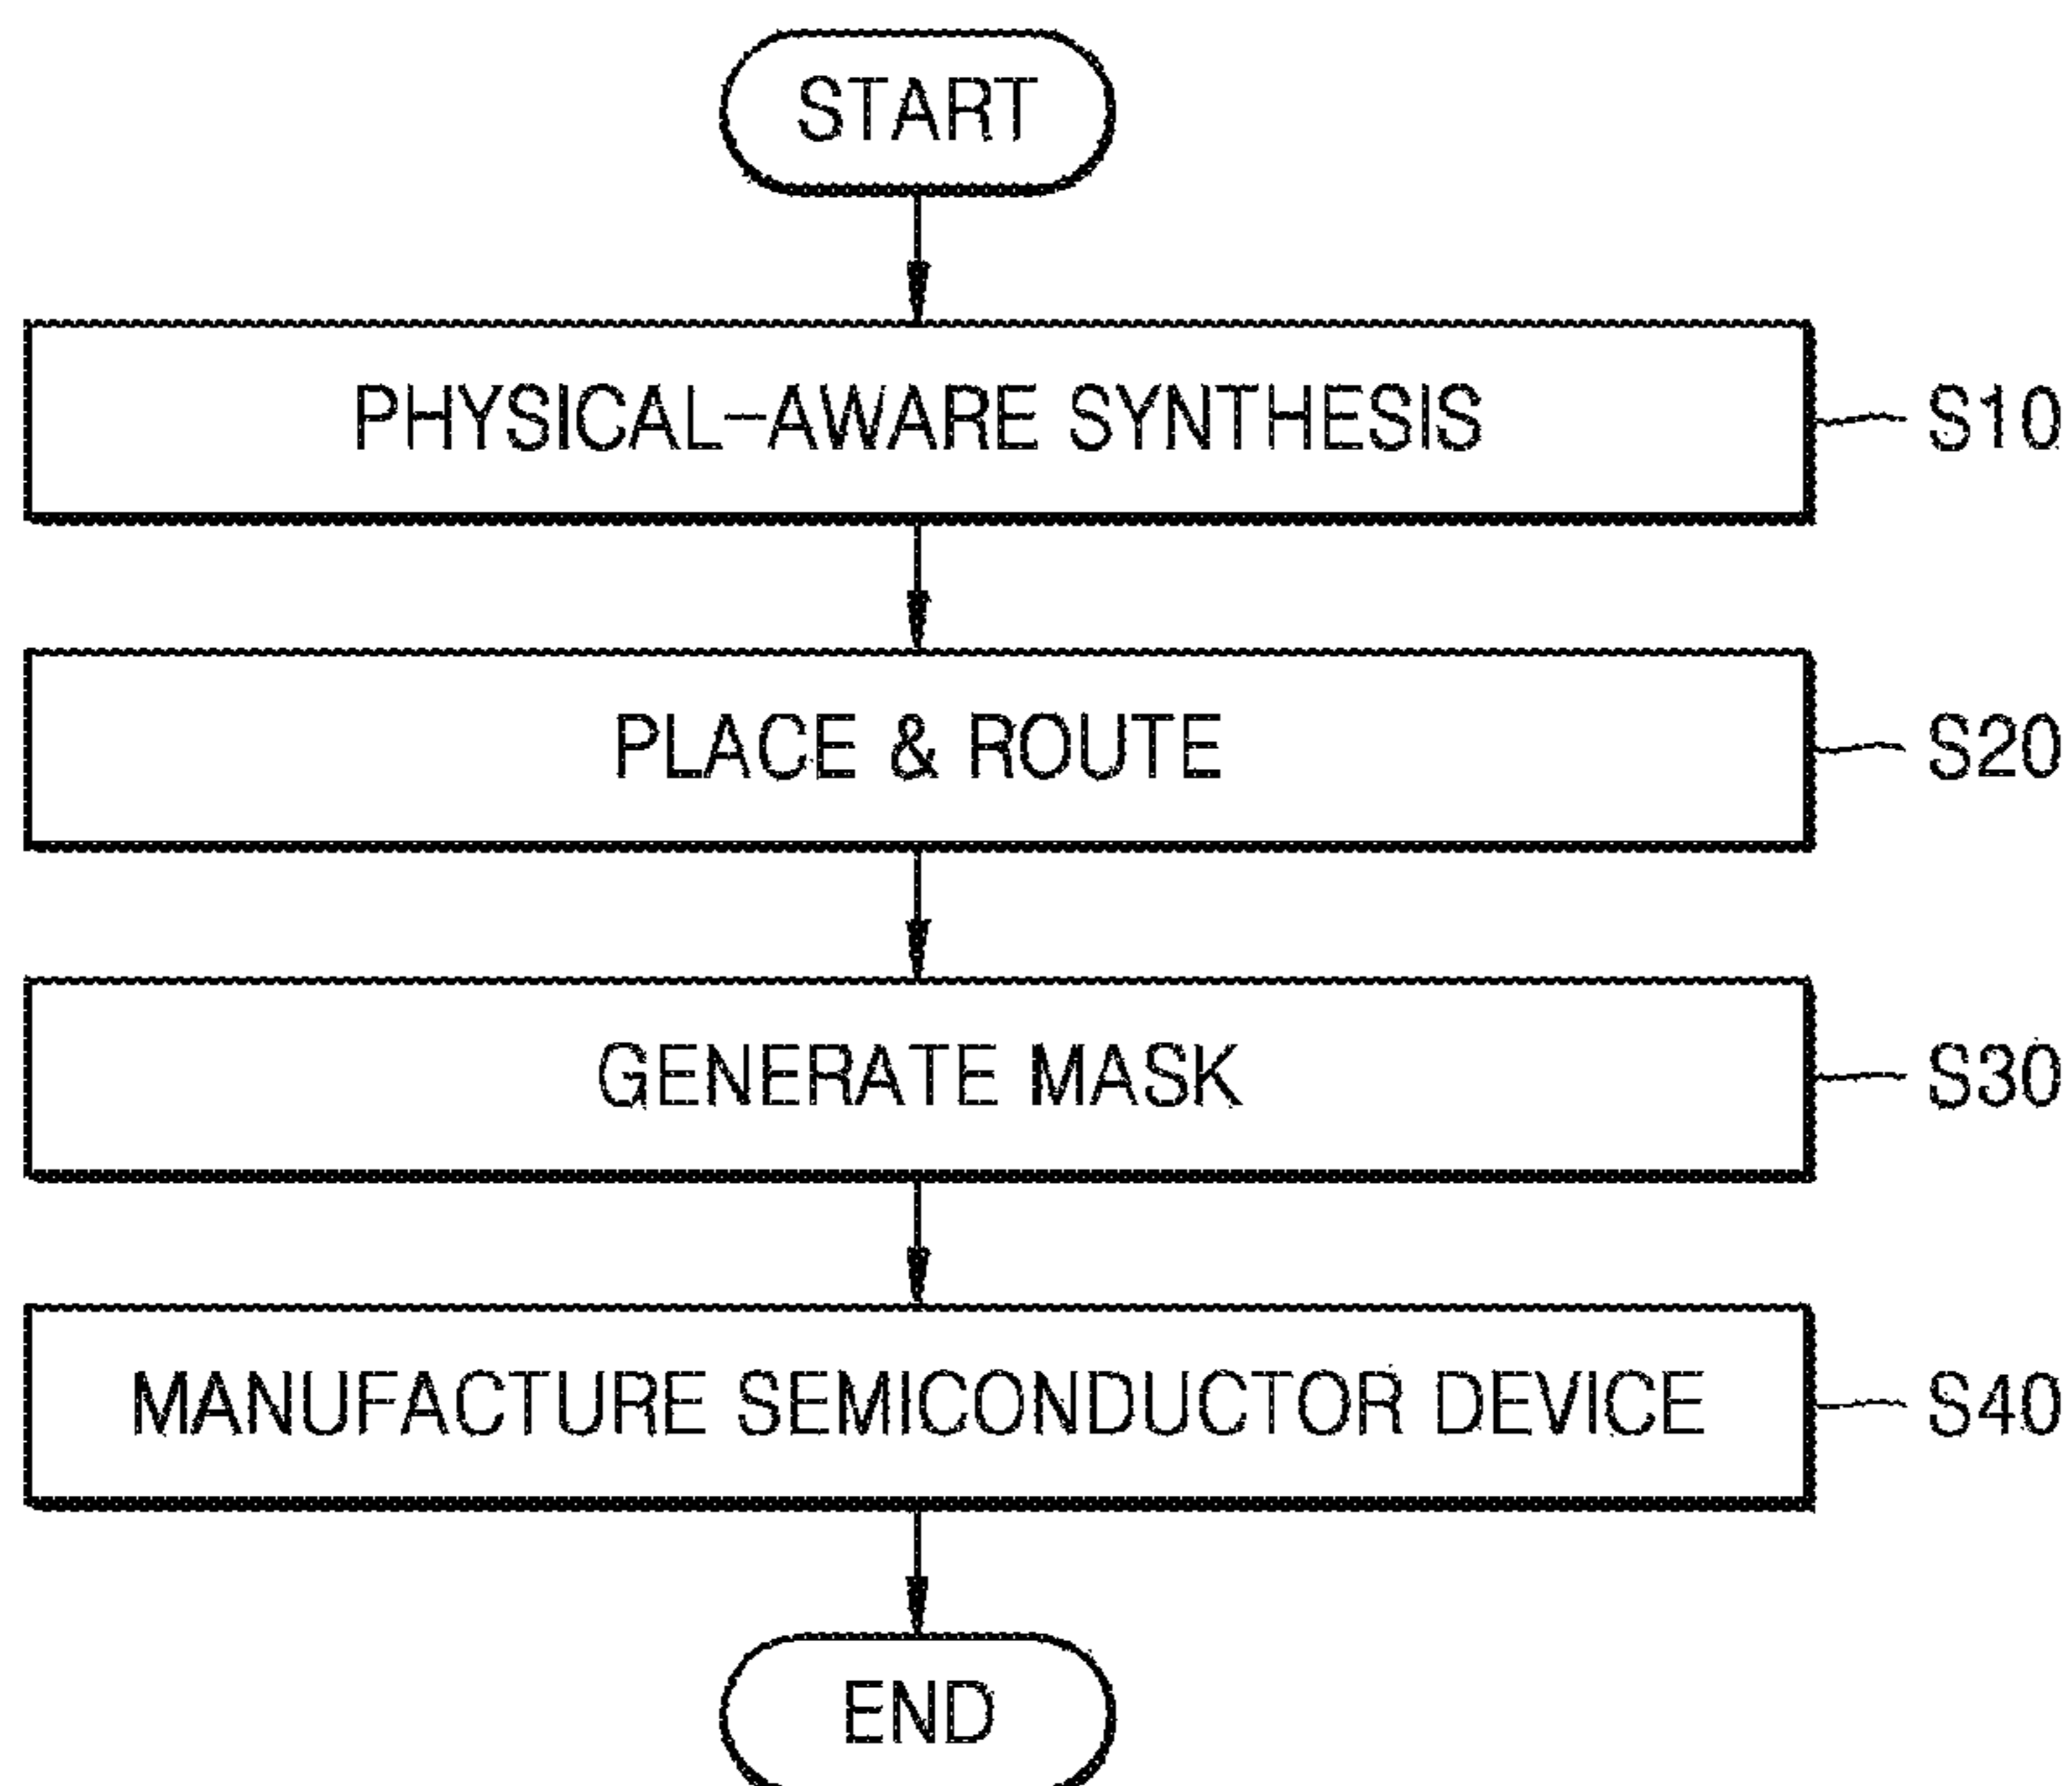 START
PHYSICAL-AWARE SYNTHESIS
S10
PLACE & ROUTE
S20
GENERATE MASK
S30
MANUFACTURE SEMICONDUCTOR DEVICE
S40
END